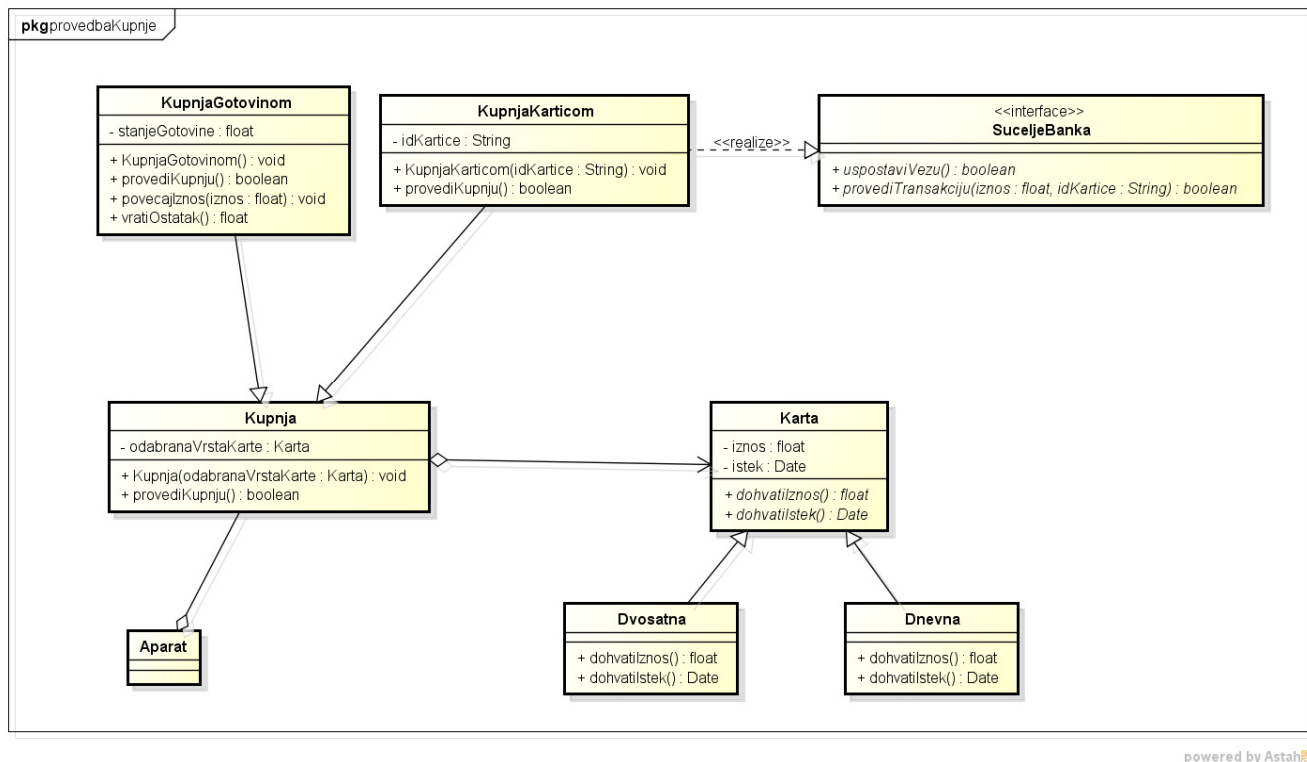 pkg provedbaKupnje
KupnjaGotovinom
- stanjeGotovine : float
+ KupnjaGotovinom() : void
+ provediKupnju() : boolean
+ povecajIznos(iznos : float) : void
+ vratiOstatak() : float
KupnjaKarticom
- idKartice : String
+ KupnjaKarticom(idKartice : String) : void
+ provediKupnju() : boolean
<<realize>>
<<interface>>
SuceljeBanka
+ uspostaviVezu() : boolean
+ provediTransakciju(iznos : float, idKartice : String) : boolean
Kupnja
- odabranaVrstaKarte : Karta
+ Kupnja(odabranaVrstaKarte : Karta) : void
+ provediKupnju() : boolean
Karta
- iznos : float
- istek : Date
+ dohvatiIznos() : float
+ dohvatiIstek() : Date
Aparat
Dvosatna
+ dohvatiIznos() : float
+ dohvatiIstek() : Date
Dnevna
+ dohvatiIznos() : float
+ dohvatiIstek() : Date
powered by Astah